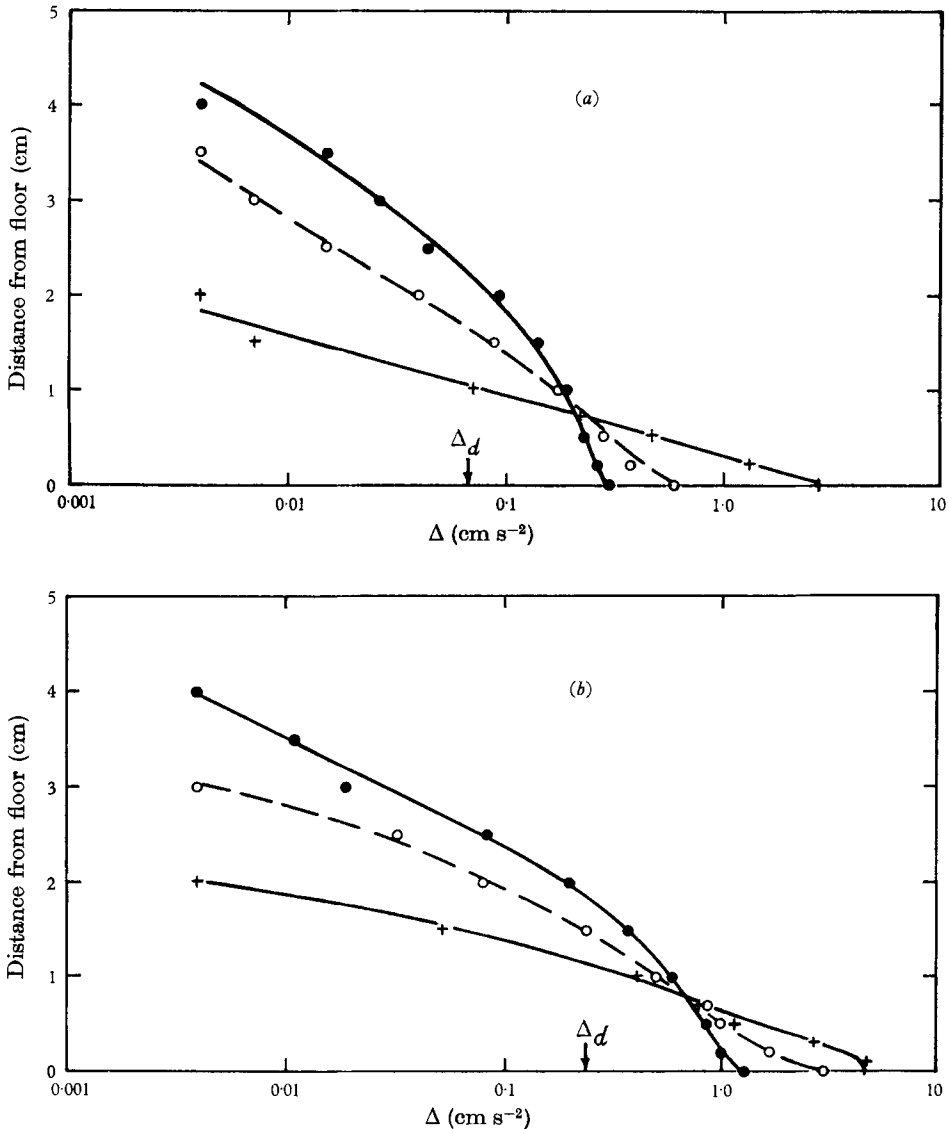 5
(a)
4
3
2
1
0
Distance from floor (cm)
Δd
0·001
0·01
0·1
1·0
10
Δ (cm s⁻²)
5
(b)
4
3
2
1
0
Distance from floor (cm)
Δd
0·001
0·01
0·1
1·0
10
Δ (cm s⁻²)